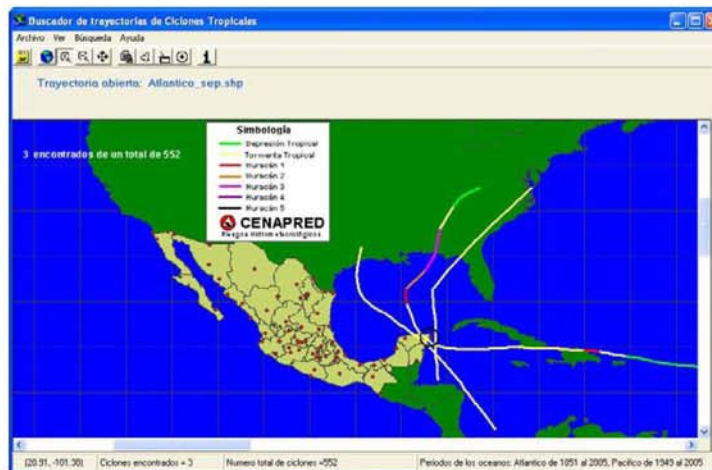 Buscador de trayectorias de Ciclones Tropicales
Archivo Ver Búsqueda Ayuda
Trayectoria abierta: Atlantico_sep.shp
3 encontrados de un total de 552
Simbología
Depresión Tropical
Tormenta Tropical
Huracán 1
Huracán 2
Huracán 3
Huracán 4
Huracán 5
CENAPRED
Riesgos Hidrometeorológicos
(20.91, -101.38) Ciclones encontrados = 3 Numero total de ciclones =552 Periodos de los oceanos: Atlantico de 1851 al 2005, Pacifico de 1949 al 2005